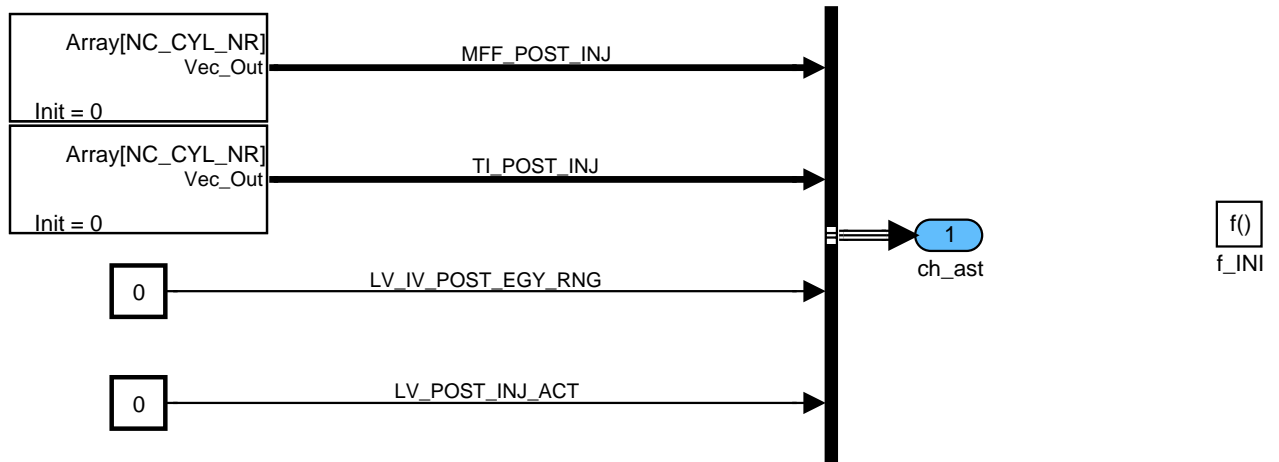 Array[NC_CYL_NR]
Vec_Out
Init = 0
MFF_POST_INJ
Array[NC_CYL_NR]
Vec_Out
Init = 0
TI_POST_INJ
1
ch_ast
f()
f_INI
0
LV_IV_POST_EGY_RNG
0
LV_POST_INJ_ACT